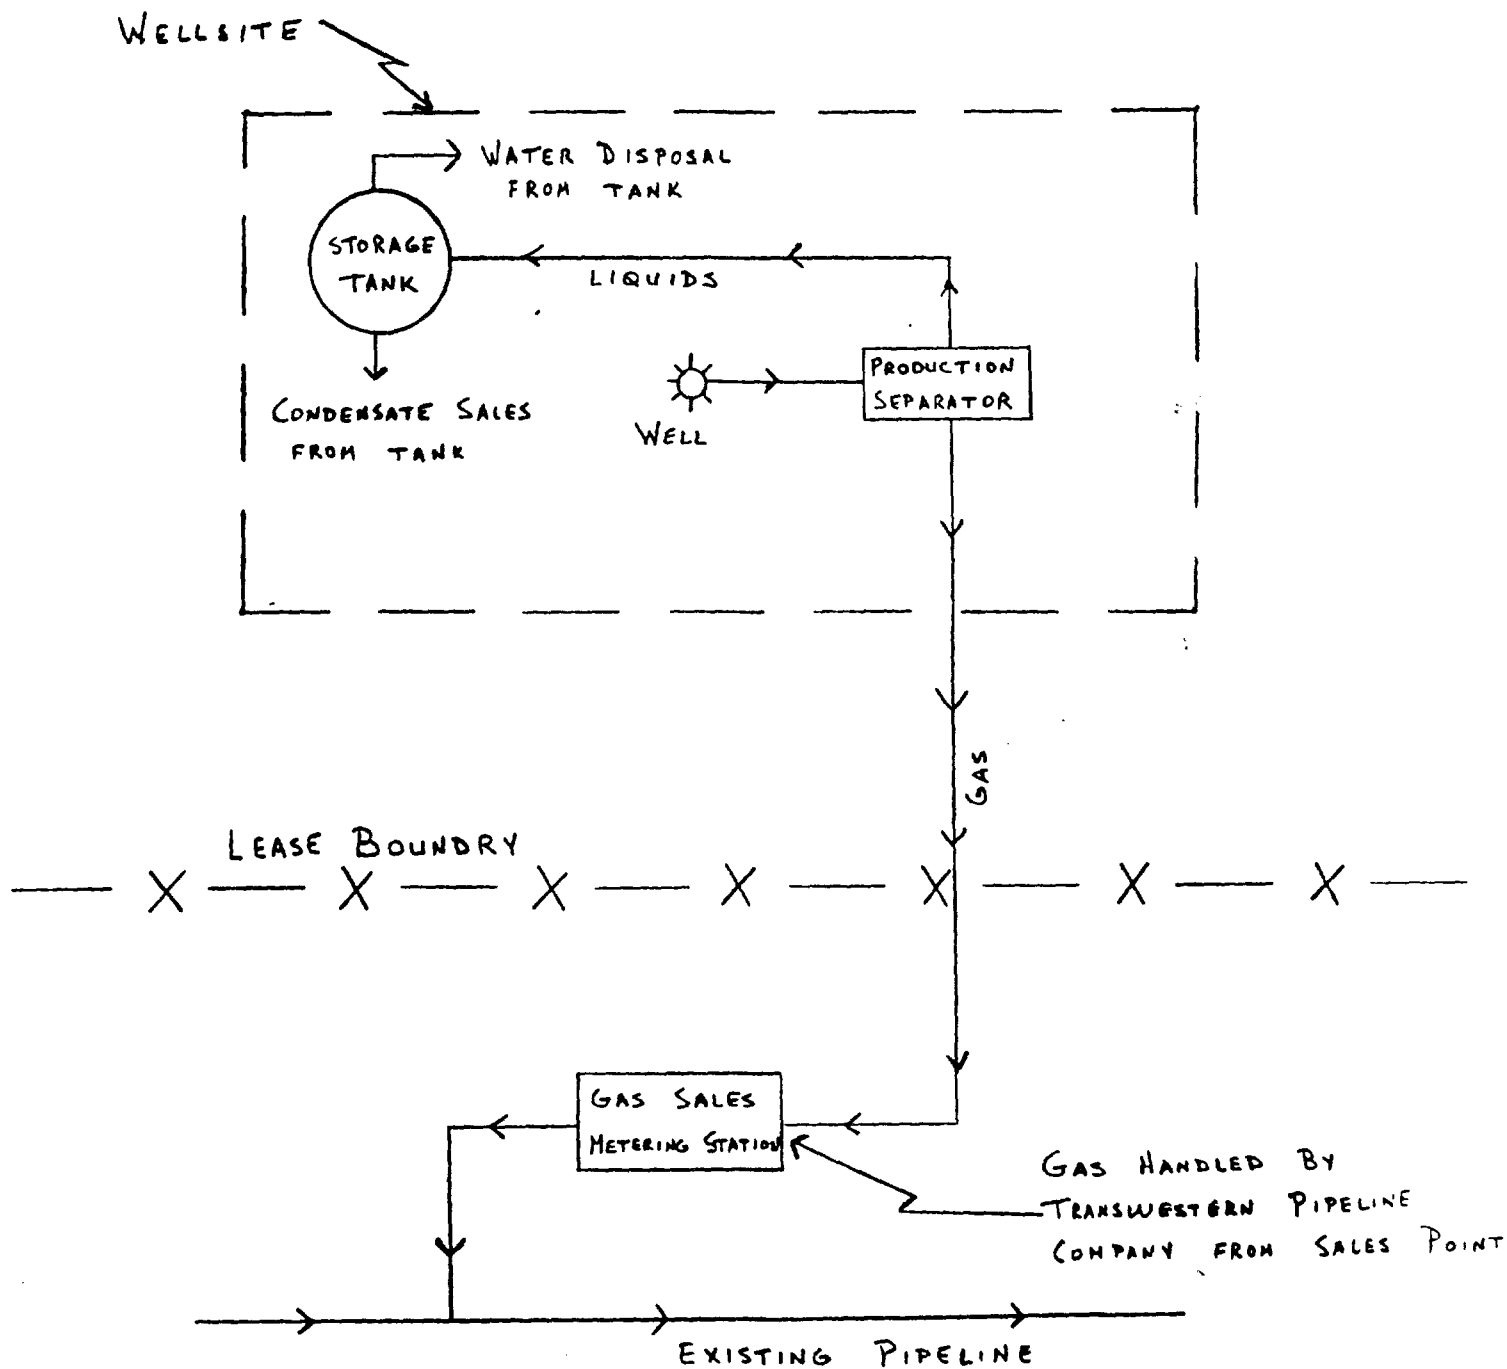 WELLSITE
WATER DISPOSAL
FROM TANK
STORAGE
TANK
LIQUIDS
PRODUCTION
SEPARATOR
CONDENSATE SALES
FROM TANK
WELL
GAS
LEASE BOUNDRY
GAS SALES
METERING STATION
GAS HANDLED BY
TRANSWESTERN PIPELINE
COMPANY FROM SALES POINT
EXISTING PIPELINE